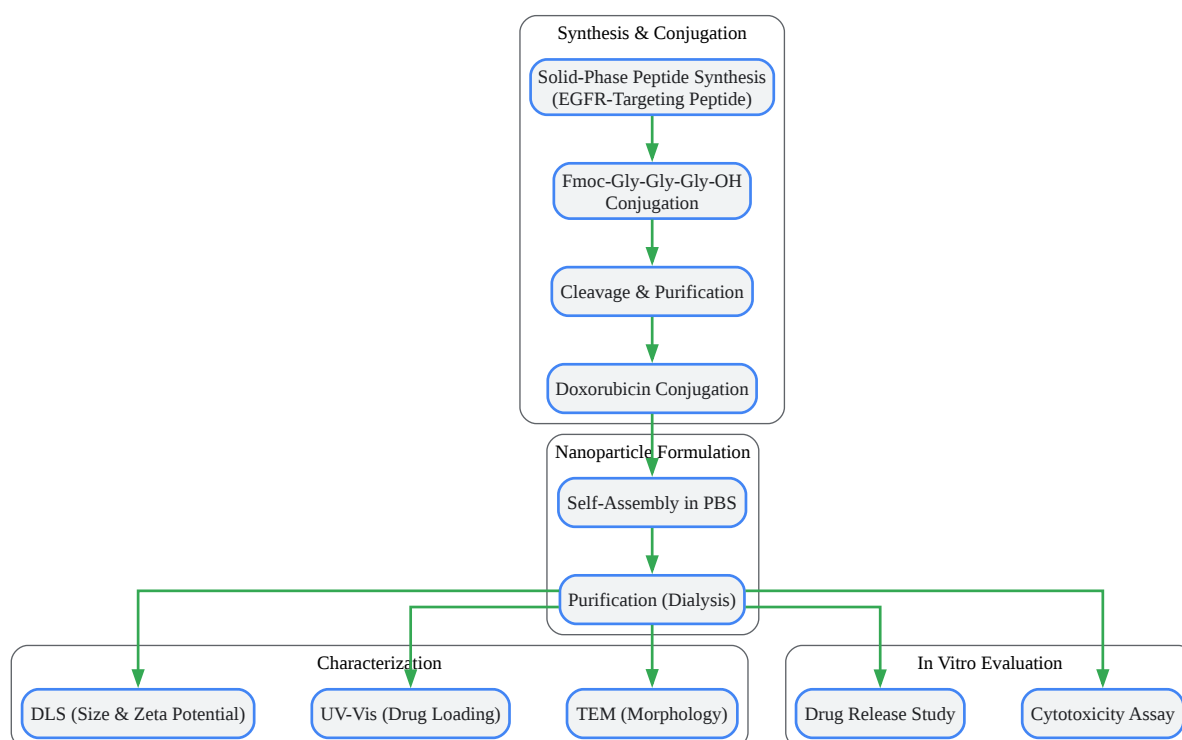 Synthesis & Conjugation
Solid-Phase Peptide Synthesis
(EGFR-Targeting Peptide)
Fmoc-Gly-Gly-Gly-OH
Conjugation
Cleavage & Purification
Doxorubicin Conjugation
Nanoparticle Formulation
Self-Assembly in PBS
Purification (Dialysis)
Characterization
DLS (Size & Zeta Potential)
UV-Vis (Drug Loading)
TEM (Morphology)
In Vitro Evaluation
Drug Release Study
Cytotoxicity Assay